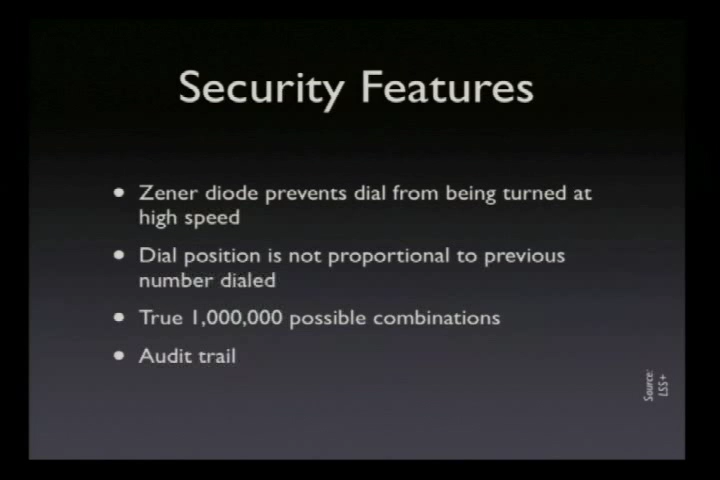 Security Features
• Zener diode prevents dial from being turned at
high speed
• Dial position is not proportional to previous
number dialed
• True 1,000,000 possible combinations
• Audit trail
Source:
LSS+